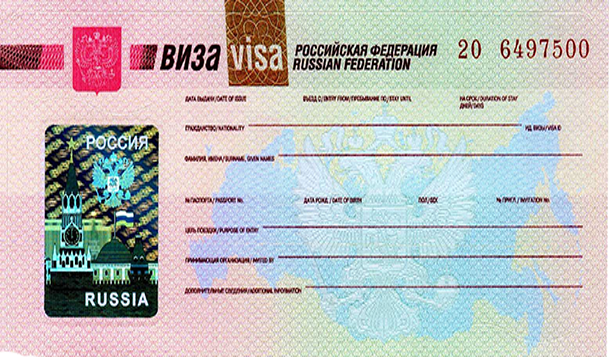 ВИЗА visa РОССИЙСКАЯ ФЕДЕРАЦИЯ 20 6497500
RUSSIAN FEDERATION
ДАТА ВЫДАЧИ/DATE OF ISSUE ВЪЕЗД С/ENTRY FROM/ПРЕБЫВАНИЕ ПО/STAY UNTIL НА СРОК/DURATION OF STAY
ДНЕЙ/DAYS
ГРАЖДАНСТВО/NATIONALITY ИД. ВИЗЫ/VISA ID
ФАМИЛИЯ, ИМЕНА/SURNAME, GIVEN NAMES
РОССИЯ
№ ПАСПОРТА/PASSPORT No. ДАТА РОЖД./DATE OF BIRTH ПОЛ/SEX № ПРИГЛ./INVITATION No.
ЦЕЛЬ ПОЕЗДКИ/PURPOSE OF ENTRY
ПРИНИМАЮЩАЯ ОРГАНИЗАЦИЯ/INVITED BY
ДОПОЛНИТЕЛЬНЫЕ СВЕДЕНИЯ/ADDITIONAL INFORMATION
RUSSIA